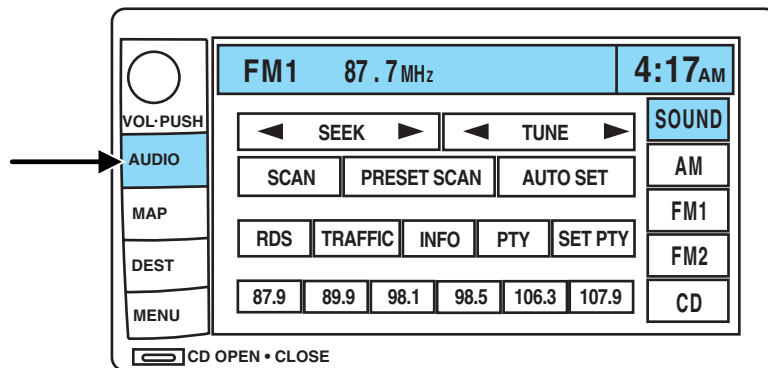 FM1 87.7MHz 4:17AM
VOL·PUSH
AUDIO
MAP
DEST
MENU
SEEK TUNE
SCAN PRESET SCAN AUTO SET
RDS TRAFFIC INFO PTY SET PTY
87.9 89.9 98.1 98.5 106.3 107.9
SOUND
AM
FM1
FM2
CD
CD OPEN • CLOSE